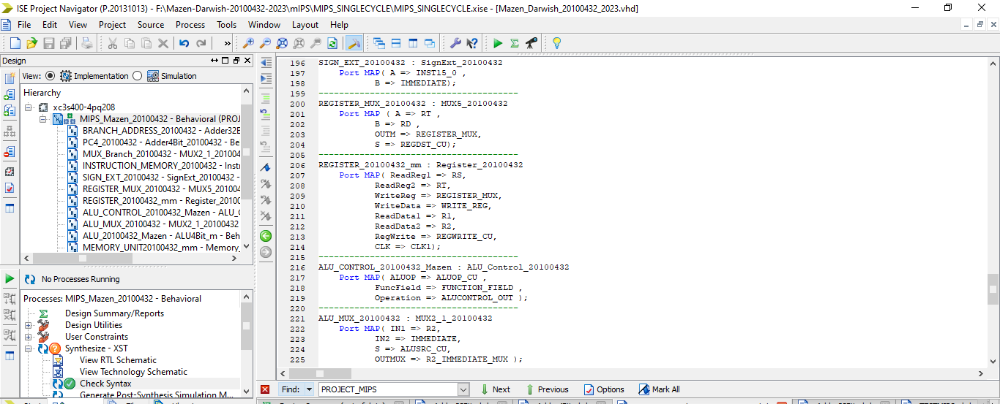 ISE Project Navigator (P.20131013) - F:\Mazen-Darwish-20100432-2023\mIPS\MIPS_SINGLECYCLE\MIPS_SINGLECYCLE.xise - [Mazen_Darwish_20100432_2023.vhd]
File Edit View Project Source Process Tools Window Layout Help
Design
View: Implementation Simulation
Hierarchy
xc3s400-4pq208
MIPS_Mazen_20100432 - Behavioral (PROJ
BRANCH_ADDRESS_20100432 - Adder32B
PC4_20100432 - Adder4Bit_20100432 - Be
MUX_Branch_20100432 - MUX2_1_201004
INSTRUCTION_MEMORY_20100432 - Instr
SIGN_EXT_20100432 - SignExt_20100432 -
REGISTER_MUX_20100432 - MUX5_201004
REGISTER_20100432_mm - Register_20100
ALU_CONTROL_20100432_Mazen - ALU_C
ALU_MUX_20100432 - MUX2_1_20100432
ALU_20100432_Mazen - ALU4Bit_m - Beh
MEMORY_UNIT20100432_mm - Memory_
No Processes Running
Processes: MIPS_Mazen_20100432 - Behavioral
Design Summary/Reports
Design Utilities
User Constraints
Synthesize - XST
View RTL Schematic
View Technology Schematic
Check Syntax
Generate Post-Synthesis Simulation M...
196 SIGN_EXT_20100432 : SignExt_20100432
197 Port MAP( A => INST15_0 ,
198 B => IMMEDIATE);
199 ---------------------------------------
200 REGISTER_MUX_20100432 : MUX5_20100432
201 Port MAP ( A => RT ,
202 B => RD ,
203 OUTM => REGISTER_MUX,
204 S => REGDST_CU);
205 ---------------------------------------
206 REGISTER_20100432_mm : Register_20100432
207 Port MAP( ReadReg1 => RS,
208 ReadReg2 => RT,
209 WriteReg => REGISTER_MUX,
210 WriteData => WRITE_REG,
211 ReadData1 => R1,
212 ReadData2 => R2,
213 RegWrite => REGWRITE_CU,
214 CLK => CLK1);
215 ---------------------------------------
216 ALU_CONTROL_20100432_Mazen : ALU_Control_20100432
217 Port MAP( ALUOP => ALUOP_CU ,
218 FuncField => FUNCTION_FIELD ,
219 Operation => ALUCONTROL_OUT );
220 ---------------------------------------
221 ALU_MUX_20100432 : MUX2_1_20100432
222 Port MAP( IN1 => R2,
223 IN2 => IMMEDIATE,
224 S => ALUSRC_CU,
225 OUTMUX => R2_IMMEDIATE_MUX );
Find: PROJECT_MIPS Next Previous Options Mark All